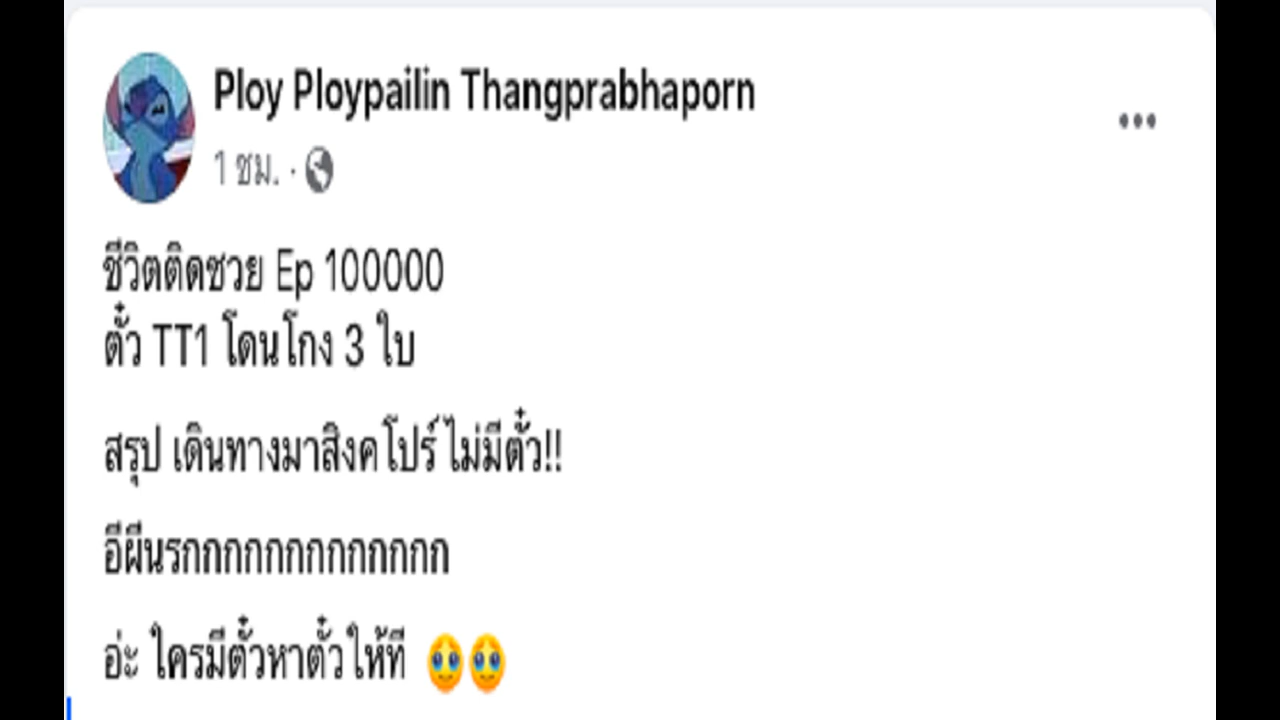 Ploy Ploypailin Thangprabhaporn
1 ชม. ·
ชีวิตติดซวย Ep 100000
ตั๋ว TT1 โดนโกง 3 ใบ
สรุป เดินทางมาสิงคโปร์ ไม่มีตั๋ว!!
อีผีนรกกกกกกกกกกกกก
อ่ะ ใครมีตั๋วหาตั๋วให้ที 🥹🥹